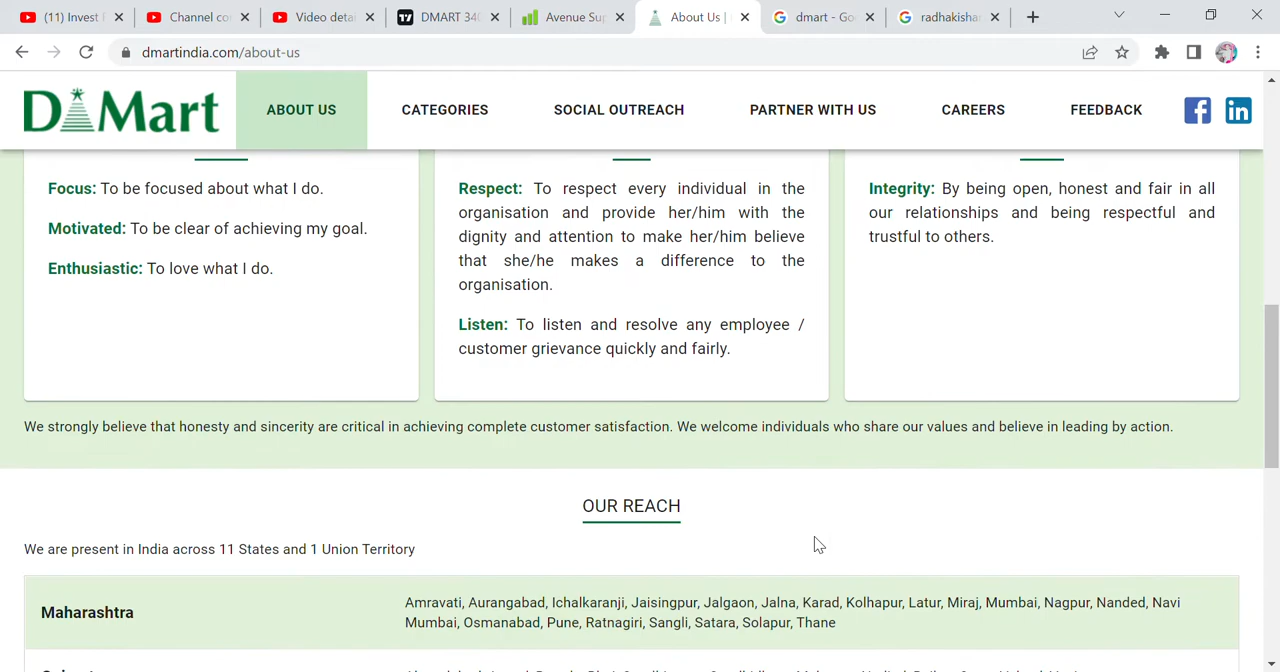 (11) Invest
Channel co
Video detai
DMART 340
Avenue Sup
About Us |
dmart - Go
radhakisha
dmartindia.com/about-us
D Mart
ABOUT US
CATEGORIES
SOCIAL OUTREACH
PARTNER WITH US
CAREERS
FEEDBACK
Focus: To be focused about what I do.
Motivated: To be clear of achieving my goal.
Enthusiastic: To love what I do.
Respect: To respect every individual in the
organisation and provide her/him with the
dignity and attention to make her/him believe
that she/he makes a difference to the
organisation.
Listen: To listen and resolve any employee /
customer grievance quickly and fairly.
Integrity: By being open, honest and fair in all
our relationships and being respectful and
trustful to others.
We strongly believe that honesty and sincerity are critical in achieving complete customer satisfaction. We welcome individuals who share our values and believe in leading by action.
OUR REACH
We are present in India across 11 States and 1 Union Territory
Maharashtra
Amravati, Aurangabad, Ichalkaranji, Jaisingpur, Jalgaon, Jalna, Karad, Kolhapur, Latur, Miraj, Mumbai, Nagpur, Nanded, Navi
Mumbai, Osmanabad, Pune, Ratnagiri, Sangli, Satara, Solapur, Thane